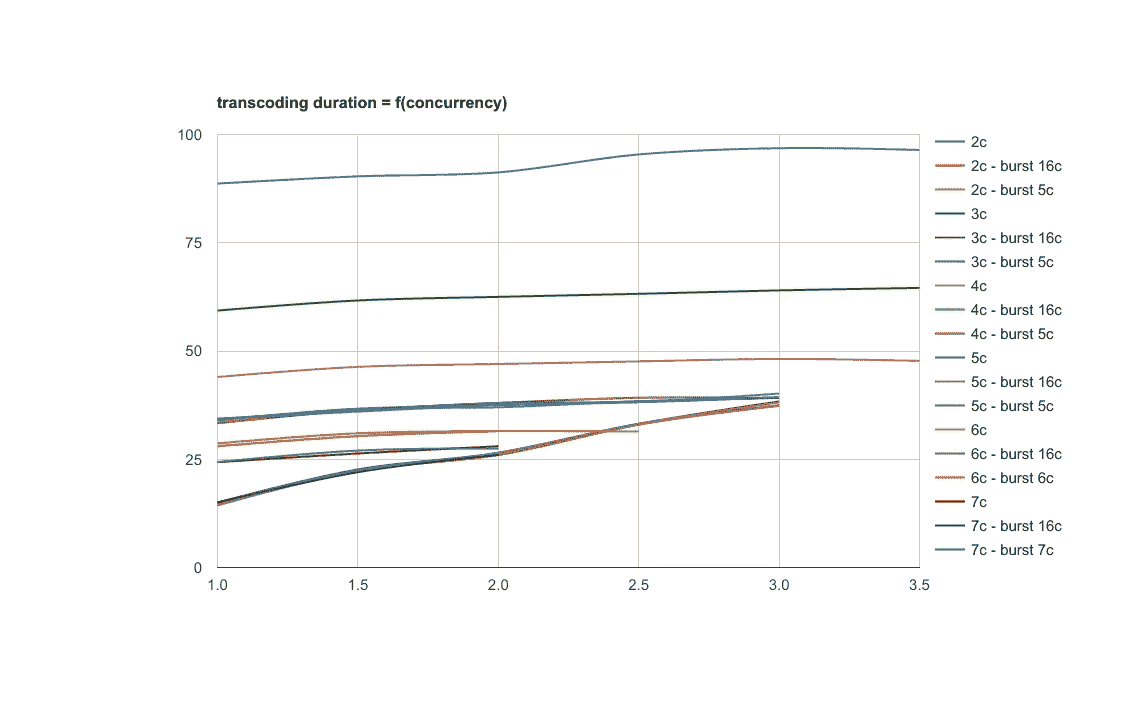 transcoding duration = f(concurrency)
100
75
50
25
0
1.0 1.5 2.0 2.5 3.0 3.5
2c
2c - burst 16c
2c - burst 5c
3c
3c - burst 16c
3c - burst 5c
4c
4c - burst 16c
4c - burst 5c
5c
5c - burst 16c
5c - burst 5c
6c
6c - burst 16c
6c - burst 6c
7c
7c - burst 16c
7c - burst 7c